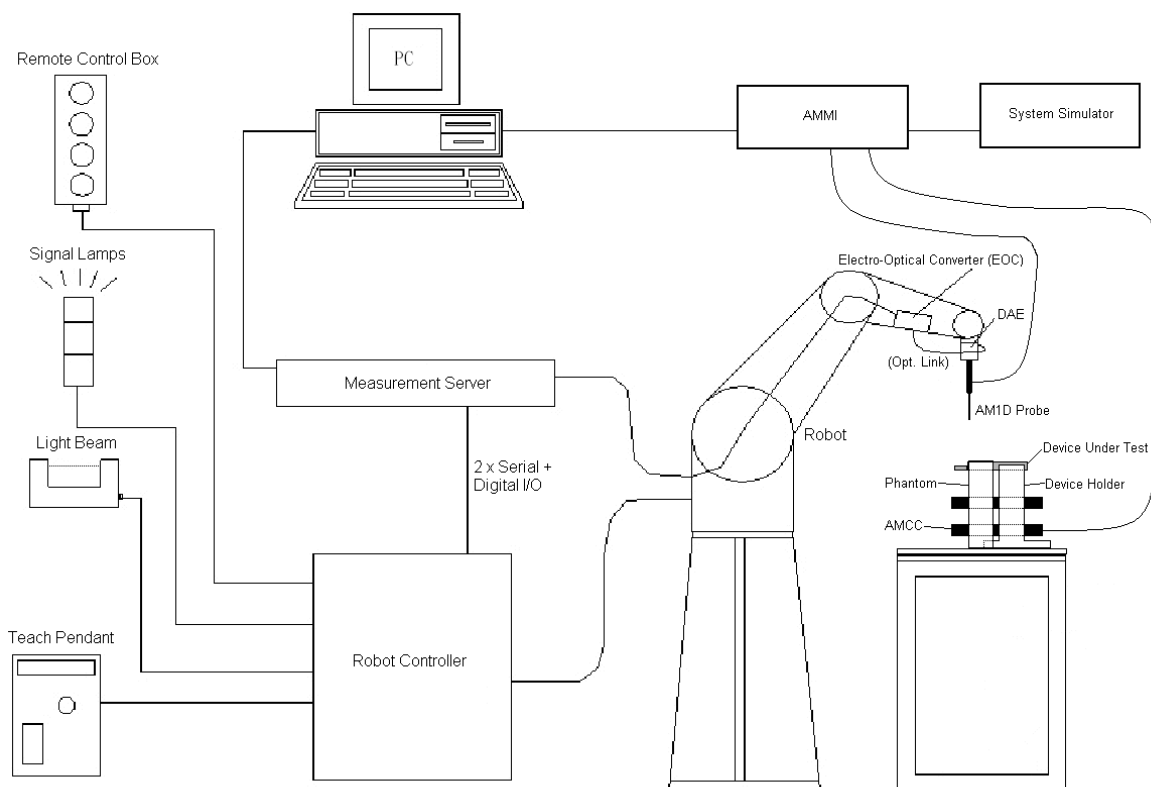 Remote Control Box
PC
AMMI
System Simulator
Signal Lamps
Electro-Optical Converter (EOC)
DAE
(Opt. Link)
Measurement Server
AM1D Probe
Light Beam
Robot
2 x Serial +
Digital I/O
Device Under Test
Phantom
Device Holder
AMCC
Teach Pendant
Robot Controller